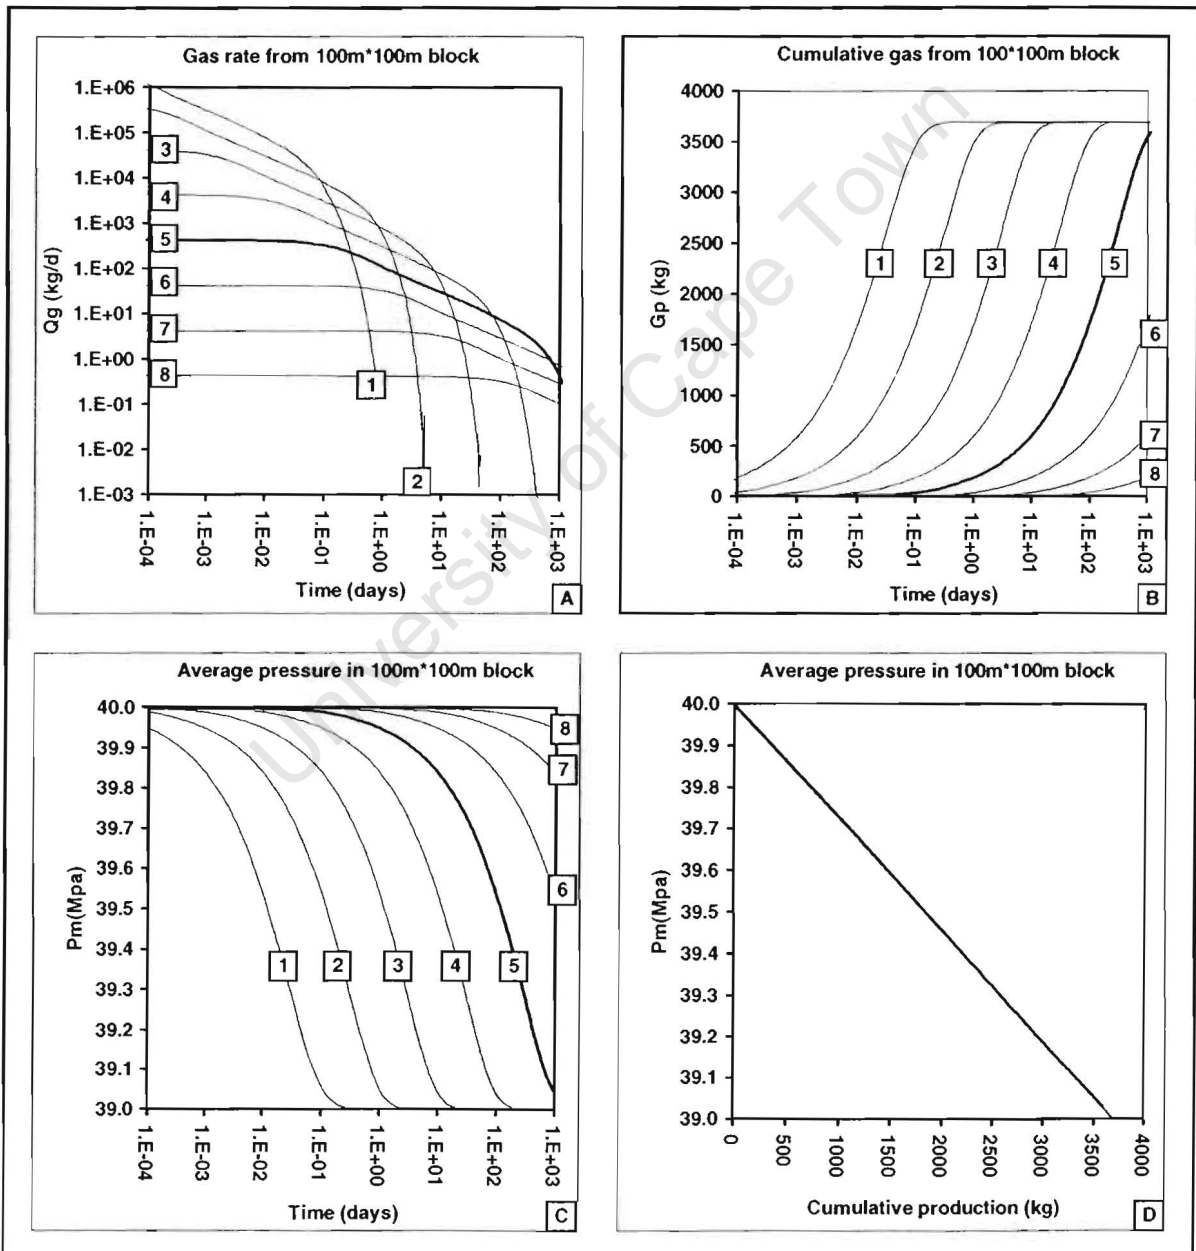 Gas rate from 100m*100m block
1.E+06
1.E+05
1.E+04
1.E+03
1.E+02
1.E+01
1.E+00
1.E-01
1.E-02
1.E-03
Qg (kg/d)
3
4
5
6
7
8
1
2
1.E-04
1.E-03
1.E-02
1.E-01
1.E+00
1.E+01
1.E+02
1.E+03
Time (days)
A
Cumulative gas from 100*100m block
4000
3500
3000
2500
2000
1500
1000
500
0
Gp (kg)
1
2
3
4
5
6
7
8
1.E-04
1.E-03
1.E-02
1.E-01
1.E+00
1.E+01
1.E+02
1.E+03
Time (days)
B
Average pressure in 100m*100m block
40.0
39.9
39.8
39.7
39.6
39.5
39.4
39.3
39.2
39.1
39.0
Pm(Mpa)
8
7
6
1
2
3
4
5
1.E-04
1.E-03
1.E-02
1.E-01
1.E+00
1.E+01
1.E+02
1.E+03
Time (days)
C
Average pressure in 100m*100m block
40.0
39.9
39.8
39.7
39.6
39.5
39.4
39.3
39.2
39.1
39.0
Pm(Mpa)
0
500
1000
1500
2000
2500
3000
3500
4000
Cumulative production (kg)
D
University of Cape Town